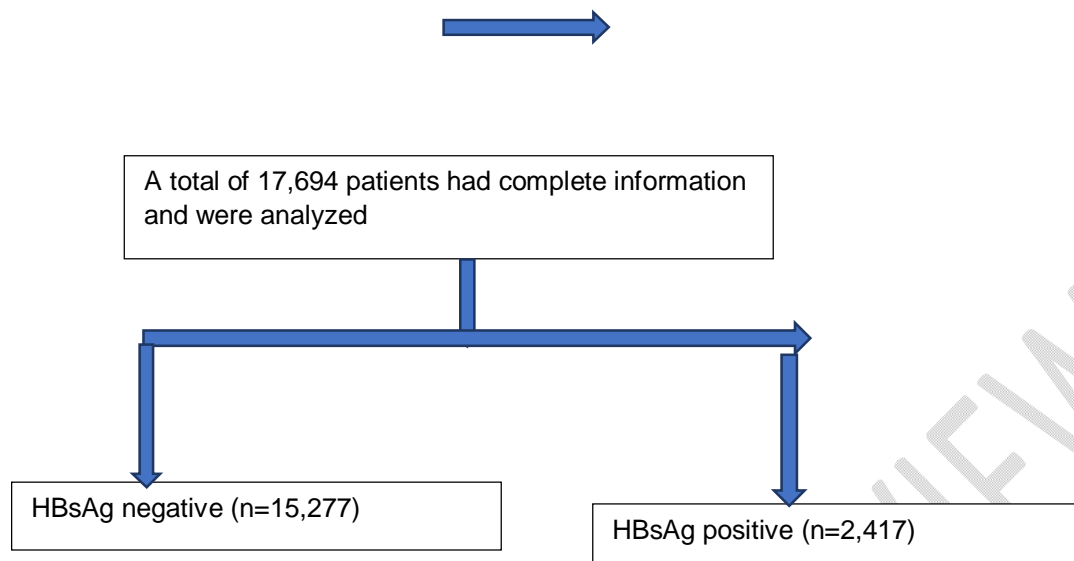 A total of 17,694 patients had complete information
and were analyzed
HBsAg negative (n=15,277)
HBsAg positive (n=2,417)